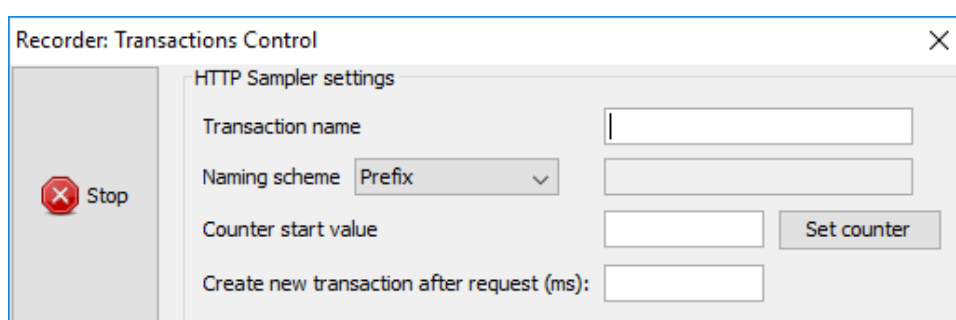 Recorder: Transactions Control
HTTP Sampler settings
Transaction name
Stop
Naming scheme Prefix
Counter start value Set counter
Create new transaction after request (ms):